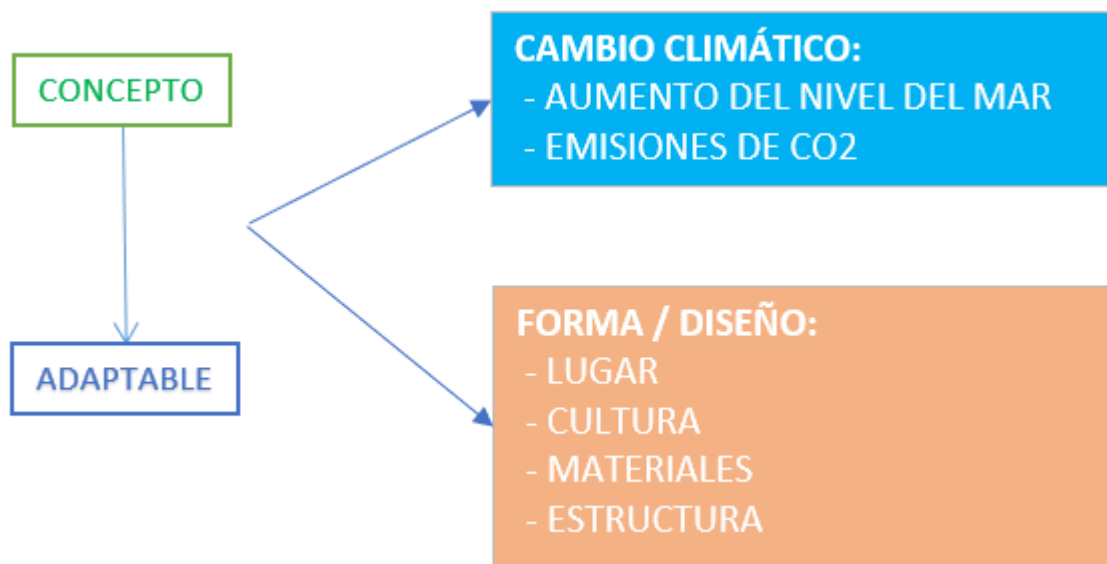 CONCEPTO
ADAPTABLE
CAMBIO CLIMÁTICO:
- AUMENTO DEL NIVEL DEL MAR
- EMISIONES DE CO2
FORMA / DISEÑO:
- LUGAR
- CULTURA
- MATERIALES
- ESTRUCTURA